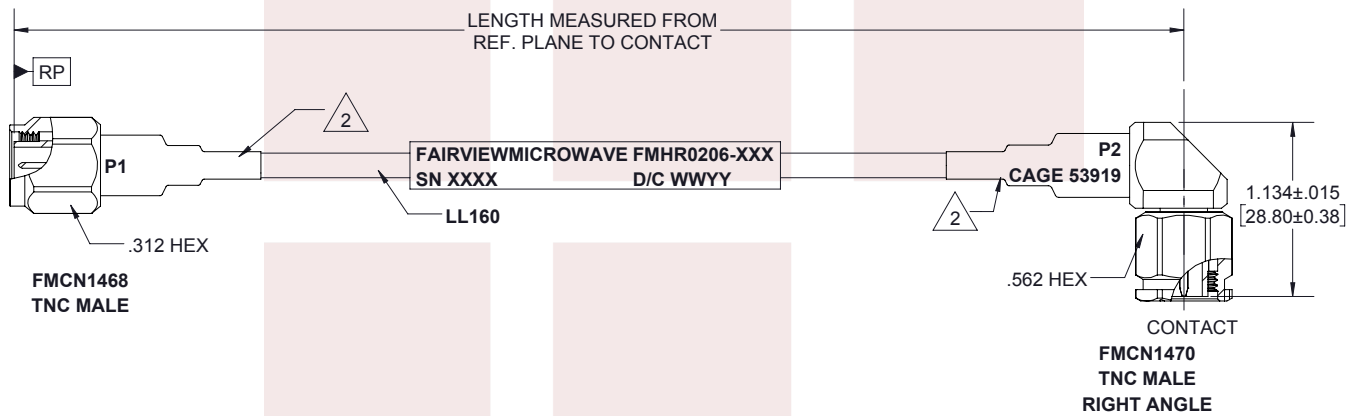 LENGTH MEASURED FROM
REF. PLANE TO CONTACT
RP
2
P1
FAIRVIEWMICROWAVE FMHR0206-XXX
SN XXXX D/C WWYY
P2
CAGE 53919
1.134±.015
[28.80±0.38]
2
LL160
.312 HEX
.562 HEX
FMCN1468
TNC MALE
CONTACT
FMCN1470
TNC MALE
RIGHT ANGLE